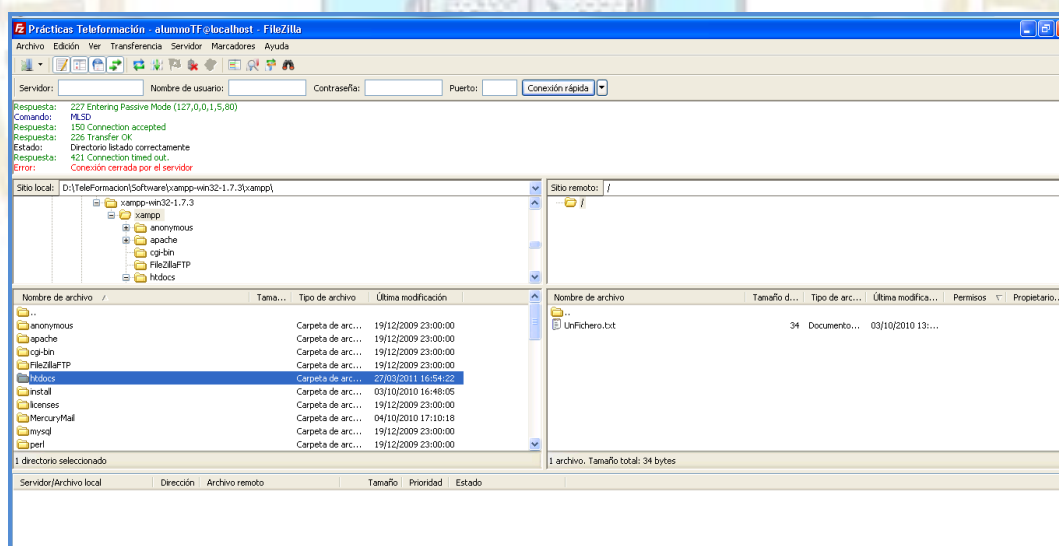 Prácticas Teleformación - alumnoTF@localhost - FileZilla
Archivo Edición Ver Transferencia Servidor Marcadores Ayuda
Servidor: Nombre de usuario: Contraseña: Puerto: Conexión rápida
Respuesta: 227 Entering Passive Mode (127,0,0,1,5,80)
Comando: MLSD
Respuesta: 150 Connection accepted
Respuesta: 226 Transfer OK
Estado: Directorio listado correctamente
Respuesta: 421 Connection timed out.
Error: Conexión cerrada por el servidor
Sitio local: D:\TeleFormacion\Software\xampp-win32-1.7.3\xampp\
xampp-win32-1.7.3
xampp
anonymous
apache
cgi-bin
FileZillaFTP
htdocs
Sitio remoto: /
/
Nombre de archivo / Tama... Tipo de archivo Última modificación
..
anonymous Carpeta de arc... 19/12/2009 23:00:00
apache Carpeta de arc... 19/12/2009 23:00:00
cgi-bin Carpeta de arc... 19/12/2009 23:00:00
FileZillaFTP Carpeta de arc... 19/12/2009 23:00:00
htdocs Carpeta de arc... 27/03/2011 16:54:22
install Carpeta de arc... 03/10/2010 16:48:05
licenses Carpeta de arc... 19/12/2009 23:00:00
MercuryMail Carpeta de arc... 04/10/2010 17:10:18
mysql Carpeta de arc... 19/12/2009 23:00:00
perl Carpeta de arc... 19/12/2009 23:00:00
1 directorio seleccionado
Nombre de archivo Tamaño d... Tipo de arc... Última modifica... Permisos Propietario...
..
UnFichero.txt 34 Documento... 03/10/2010 13:...
1 archivo. Tamaño total: 34 bytes
Servidor/Archivo local Dirección Archivo remoto Tamaño Prioridad Estado